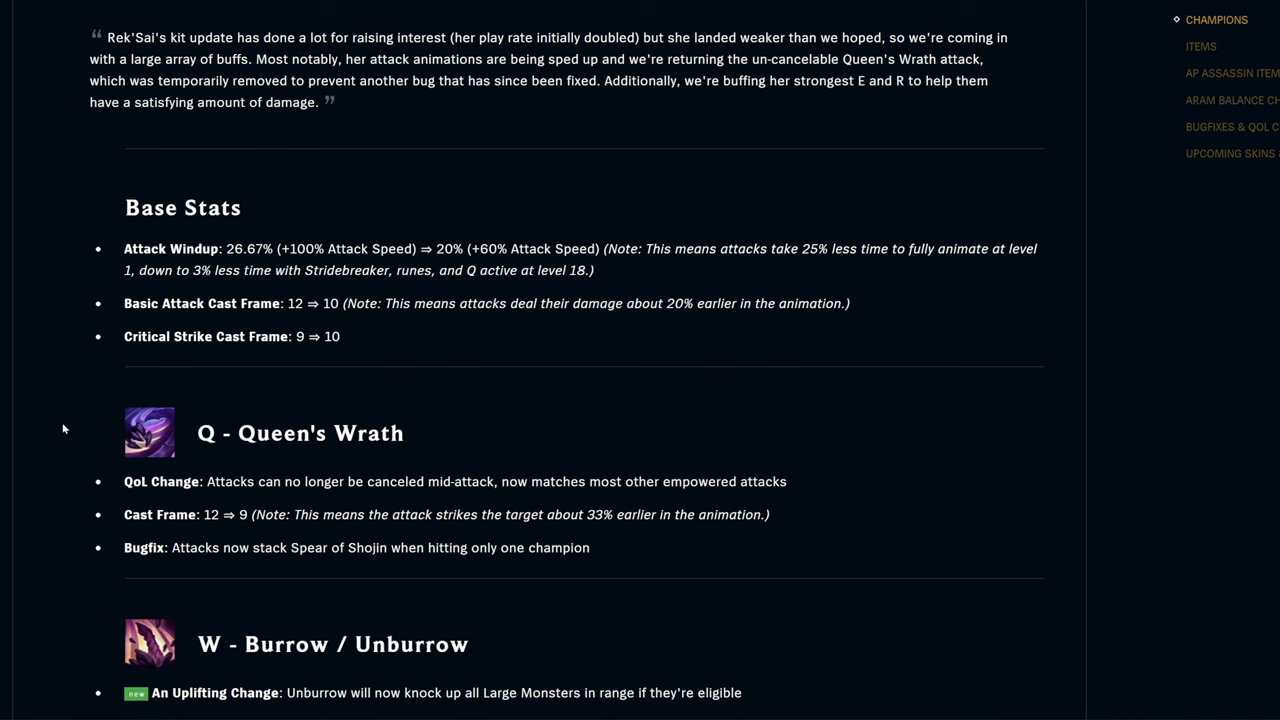 “ Rek'Sai's kit update has done a lot for raising interest (her play rate initially doubled) but she landed weaker than we hoped, so we're coming in
with a large array of buffs. Most notably, her attack animations are being sped up and we're returning the un-cancelable Queen's Wrath attack,
which was temporarily removed to prevent another bug that has since been fixed. Additionally, we're buffing her strongest E and R to help them
have a satisfying amount of damage. ”
Base Stats
• Attack Windup: 26.67% (+100% Attack Speed) ⇒ 20% (+60% Attack Speed) (Note: This means attacks take 25% less time to fully animate at level
1, down to 3% less time with Stridebreaker, runes, and Q active at level 18.)
• Basic Attack Cast Frame: 12 ⇒ 10 (Note: This means attacks deal their damage about 20% earlier in the animation.)
• Critical Strike Cast Frame: 9 ⇒ 10
Q - Queen's Wrath
• QoL Change: Attacks can no longer be canceled mid-attack, now matches most other empowered attacks
• Cast Frame: 12 ⇒ 9 (Note: This means the attack strikes the target about 33% earlier in the animation.)
• Bugfix: Attacks now stack Spear of Shojin when hitting only one champion
W - Burrow / Unburrow
• new An Uplifting Change: Unburrow will now knock up all Large Monsters in range if they're eligible
CHAMPIONS
ITEMS
AP ASSASSIN ITEM
ARAM BALANCE CH
BUGFIXES & QOL C
UPCOMING SKINS